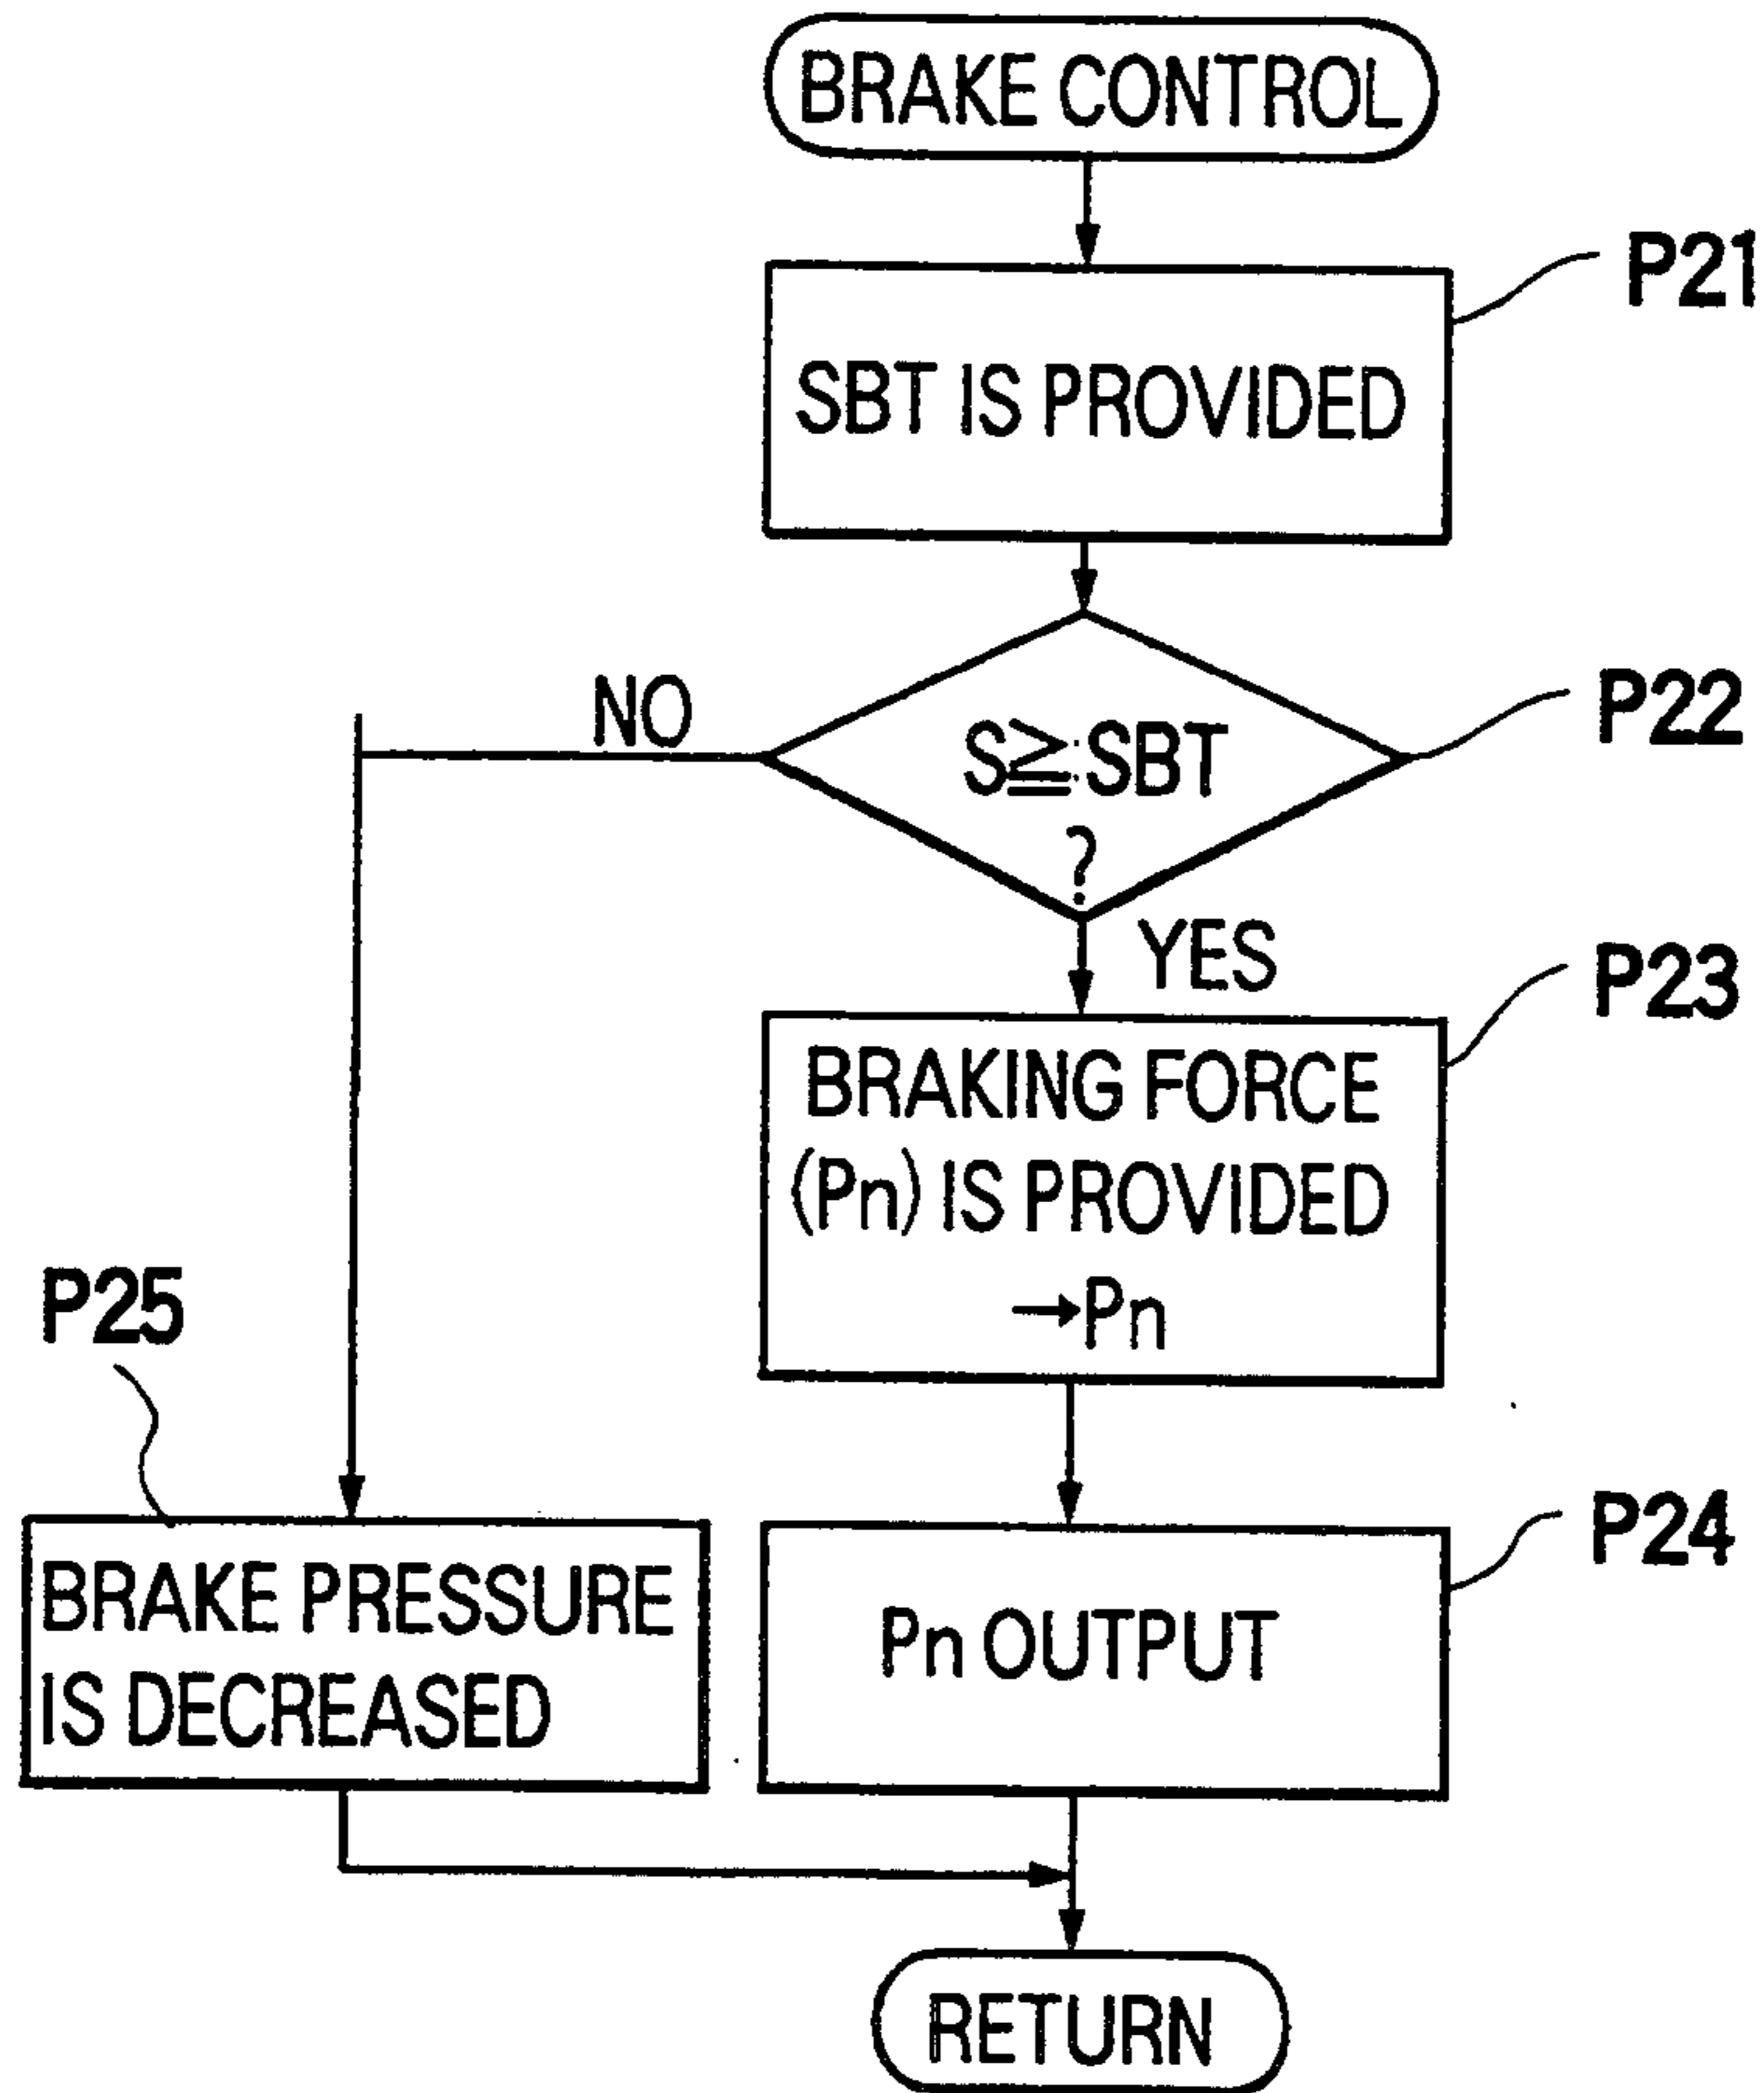 BRAKE CONTROL
P21
SBT IS PROVIDED
NO
P22
S≧SBT
?
YES
P23
BRAKING FORCE
(Pn) IS PROVIDED
→Pn
P25
BRAKE PRESSURE
IS DECREASED
P24
Pn OUTPUT
RETURN